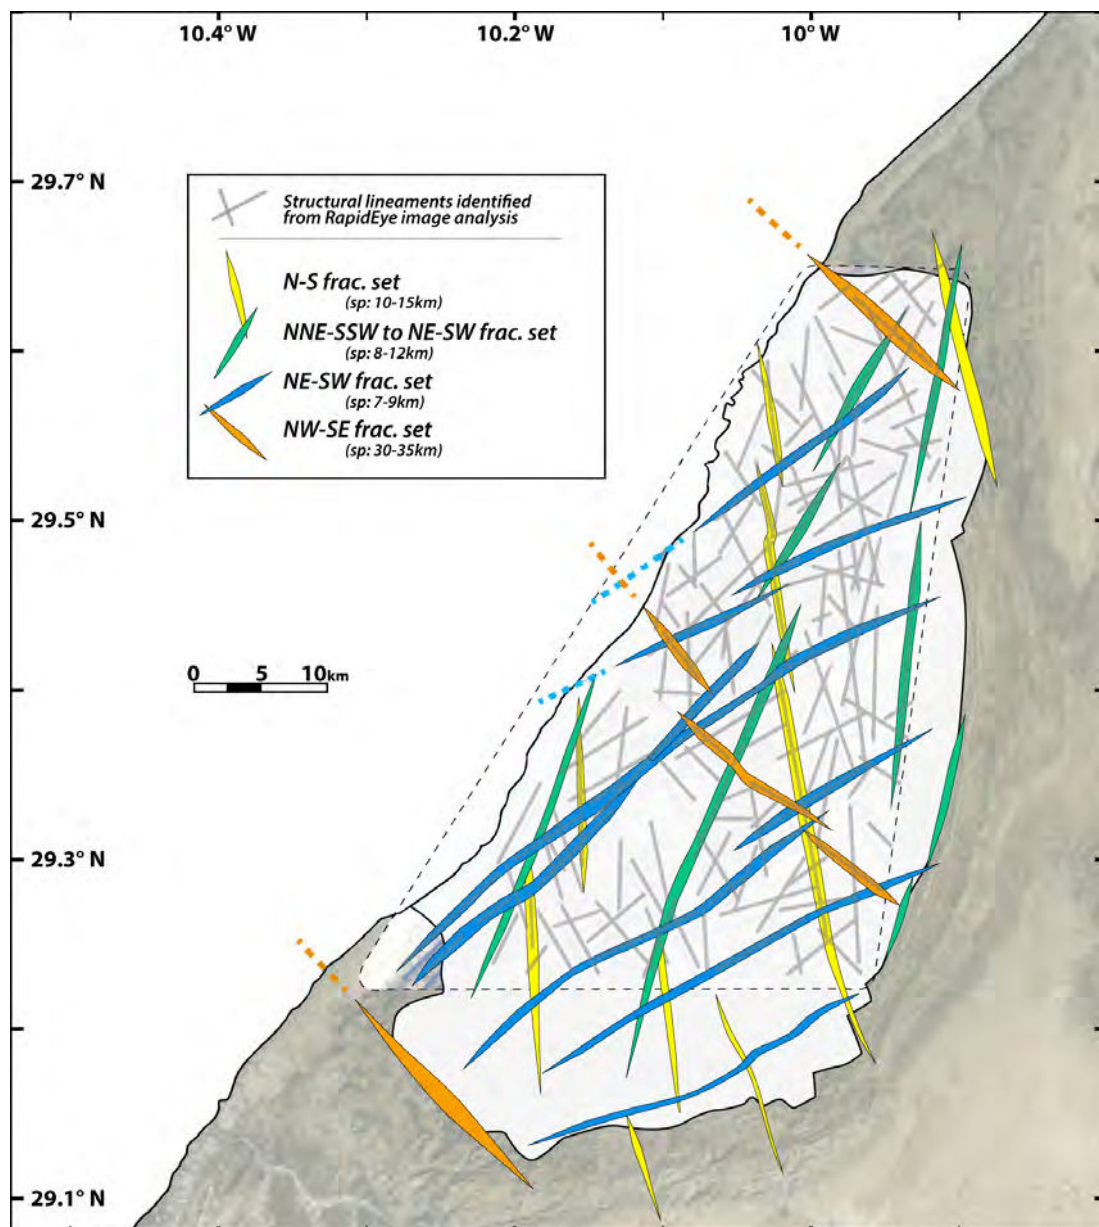 10.4° W 10.2° W 10° W
29.7° N
Structural lineaments identified
from RapidEye image analysis
N-S frac. set
(sp: 10-15km)
NNE-SSW to NE-SW frac. set
(sp: 8-12km)
NE-SW frac. set
(sp: 7-9km)
NW-SE frac. set
(sp: 30-35km)
29.5° N
0 5 10km
29.3° N
29.1° N